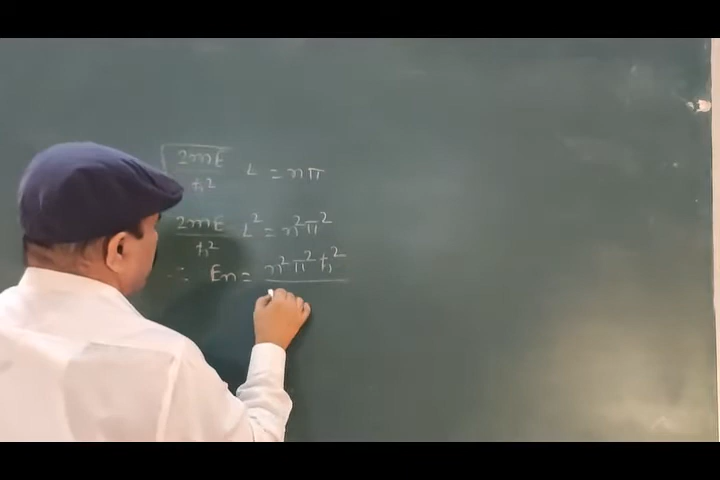 √(2mE/ħ²) L = nπ
2mE/ħ² L² = n²π²
∴ En = n²π²ħ²